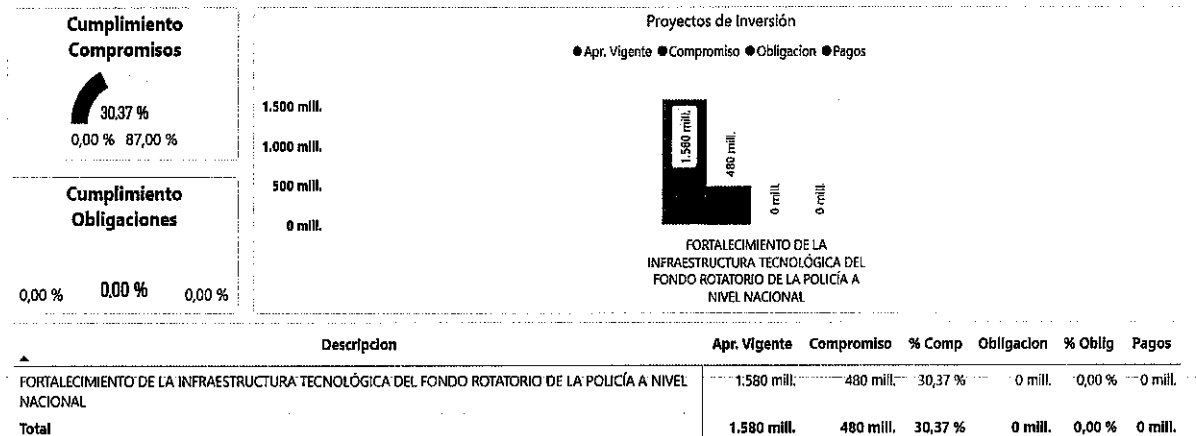 Cumplimiento
Compromisos
30,37 %
0,00 % 87,00 %
Cumplimiento
Obligaciones
0,00 % 0,00 % 0,00 %
Proyectos de Inversión
Apr. Vigente Compromiso Obligacion Pagos
1.500 mill.
1.000 mill.
500 mill.
0 mill.
1.580 mill.
480 mill.
0 mill.
0 mill.
FORTALECIMIENTO DE LA
INFRAESTRUCTURA TECNOLÓGICA DEL
FONDO ROTATORIO DE LA POLICÍA A
NIVEL NACIONAL
Descripcion Apr. Vigente Compromiso % Comp Obligacion % Oblig Pagos
FORTALECIMIENTO DE LA INFRAESTRUCTURA TECNOLÓGICA DEL FONDO ROTATORIO DE LA POLICÍA A NIVEL 1.580 mill. 480 mill. 30,37 % 0 mill. 0,00 % 0 mill.
NACIONAL
Total 1.580 mill. 480 mill. 30,37 % 0 mill. 0,00 % 0 mill.